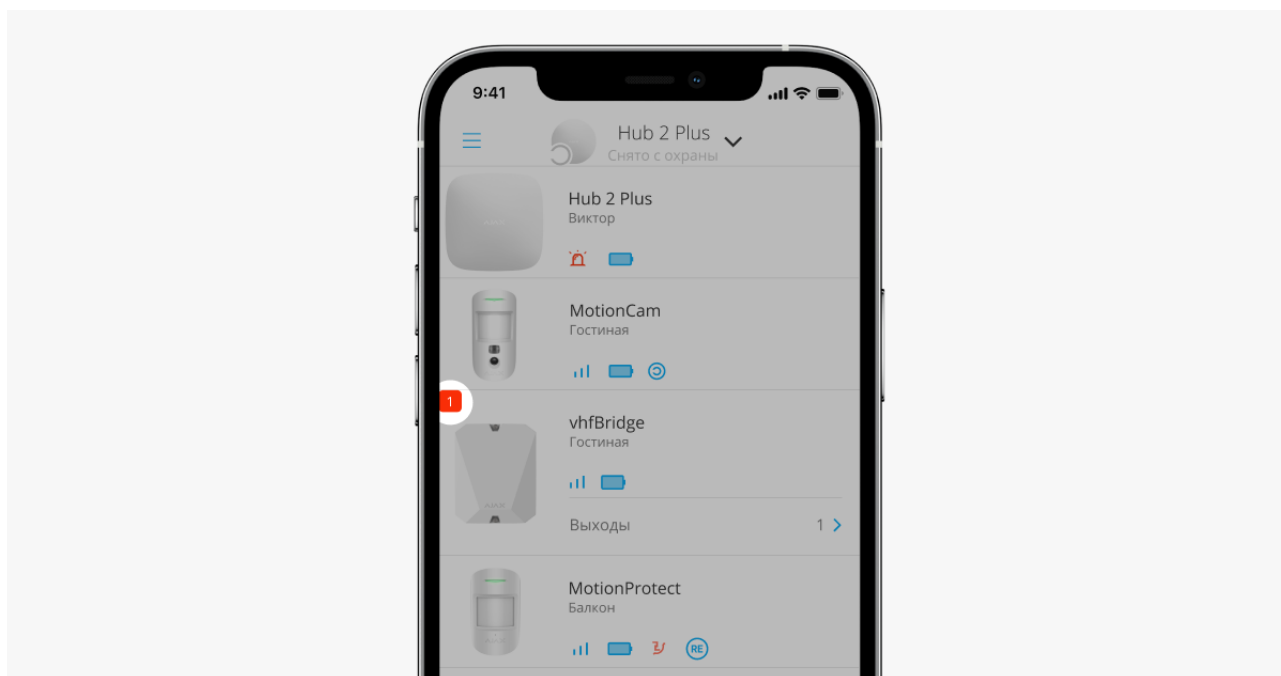 9:41
Hub 2 Plus
Снято с охраны
Hub 2 Plus
Виктор
MotionCam
Гостиная
1
vhfBridge
Гостиная
AJAX
Выходы 1
MotionProtect
Балкон
RE